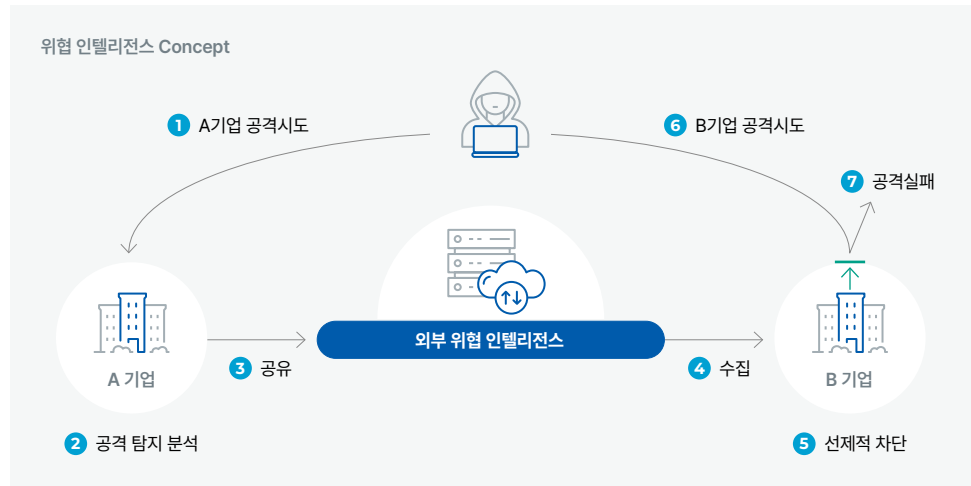 위협 인텔리전스 Concept
1 A기업 공격시도
6 B기업 공격시도
7 공격실패
외부 위협 인텔리전스
A 기업
B 기업
3 공유
4 수집
2 공격 탐지 분석
5 선제적 차단